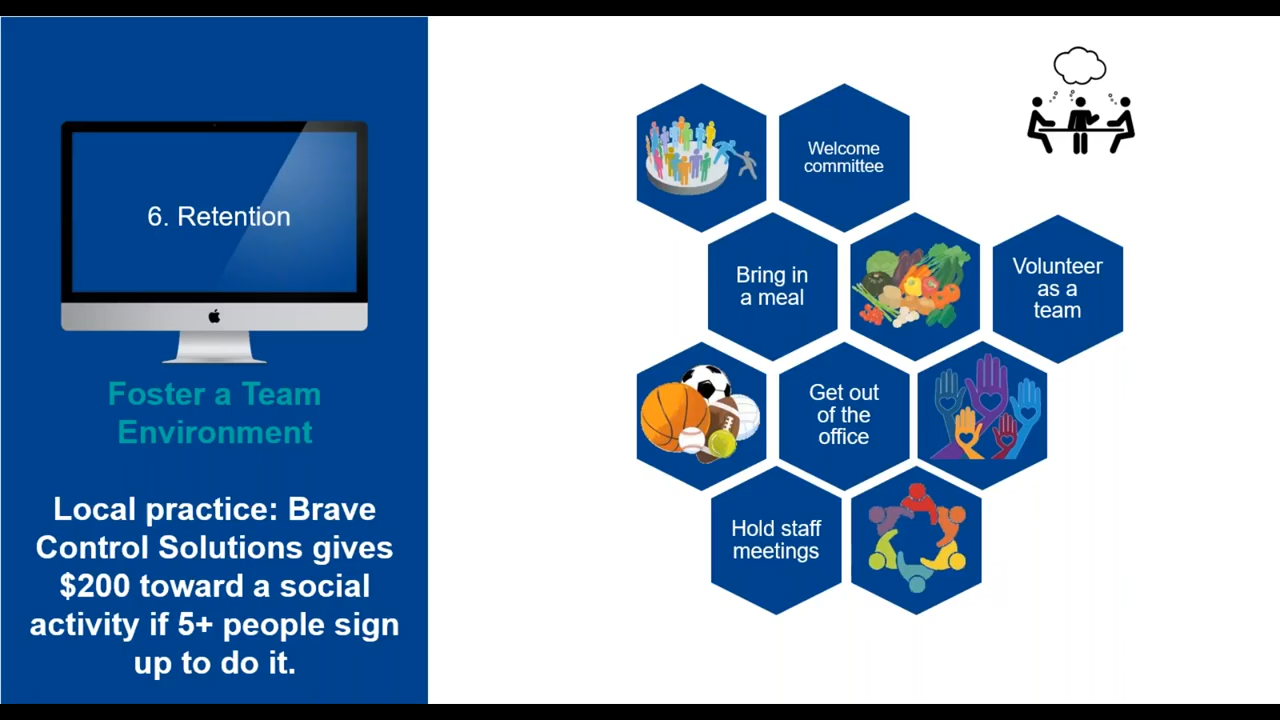 6. Retention
Foster a Team
Environment
Local practice: Brave
Control Solutions gives
$200 toward a social
activity if 5+ people sign
up to do it.
Welcome
committee
Bring in
a meal
Volunteer
as a
team
Get out
of the
office
Hold staff
meetings